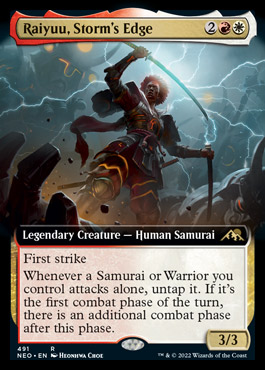 Raiyuu, Storm's Edge 2
Legendary Creature — Human Samurai
First strike
Whenever a Samurai or Warrior you
control attacks alone, untap it. If it's
the first combat phase of the turn,
there is an additional combat phase
after this phase.
3/3
491 R
NEO • EN HEONHWA CHOE
™ & © 2022 Wizards of the Coast